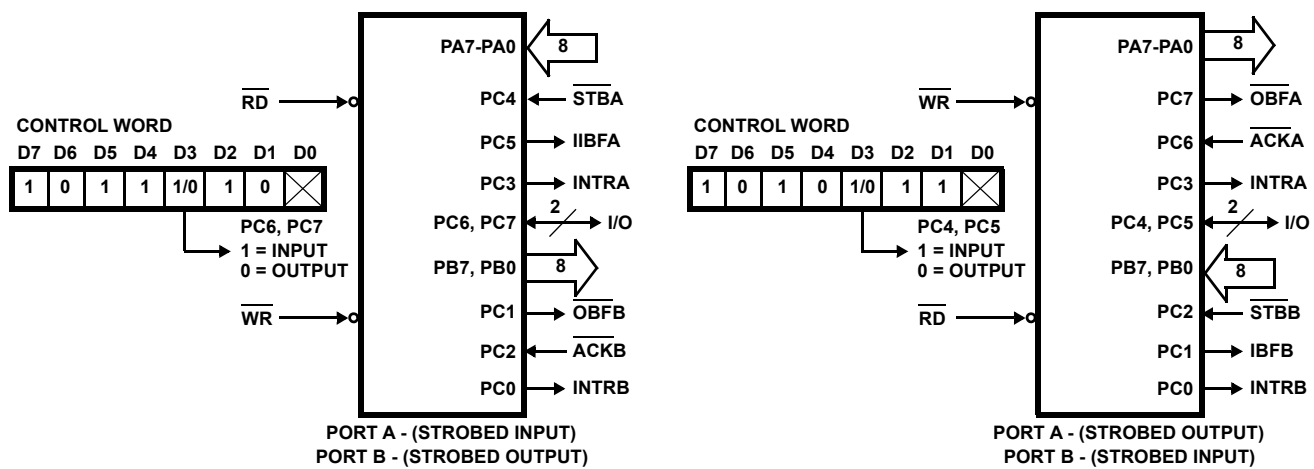 PA7-PA0
8
RD
PC4
STBA
CONTROL WORD
D7 D6 D5 D4 D3 D2 D1 D0
1 0 1 1 1/0 1 0
PC5
IIBFA
PC3
INTRA
PC6, PC7
2
I/O
PC6, PC7
1 = INPUT
0 = OUTPUT
PB7, PB0
8
WR
PC1
OBFB
PC2
ACKB
PC0
INTRB
PORT A - (STROBED INPUT)
PORT B - (STROBED OUTPUT)
PA7-PA0
8
WR
PC7
OBFA
CONTROL WORD
D7 D6 D5 D4 D3 D2 D1 D0
1 0 1 0 1/0 1 1
PC6
ACKA
PC3
INTRA
PC4, PC5
2
I/O
PC4, PC5
1 = INPUT
0 = OUTPUT
PB7, PB0
8
RD
PC2
STBB
PC1
IBFB
PC0
INTRB
PORT A - (STROBED OUTPUT)
PORT B - (STROBED INPUT)